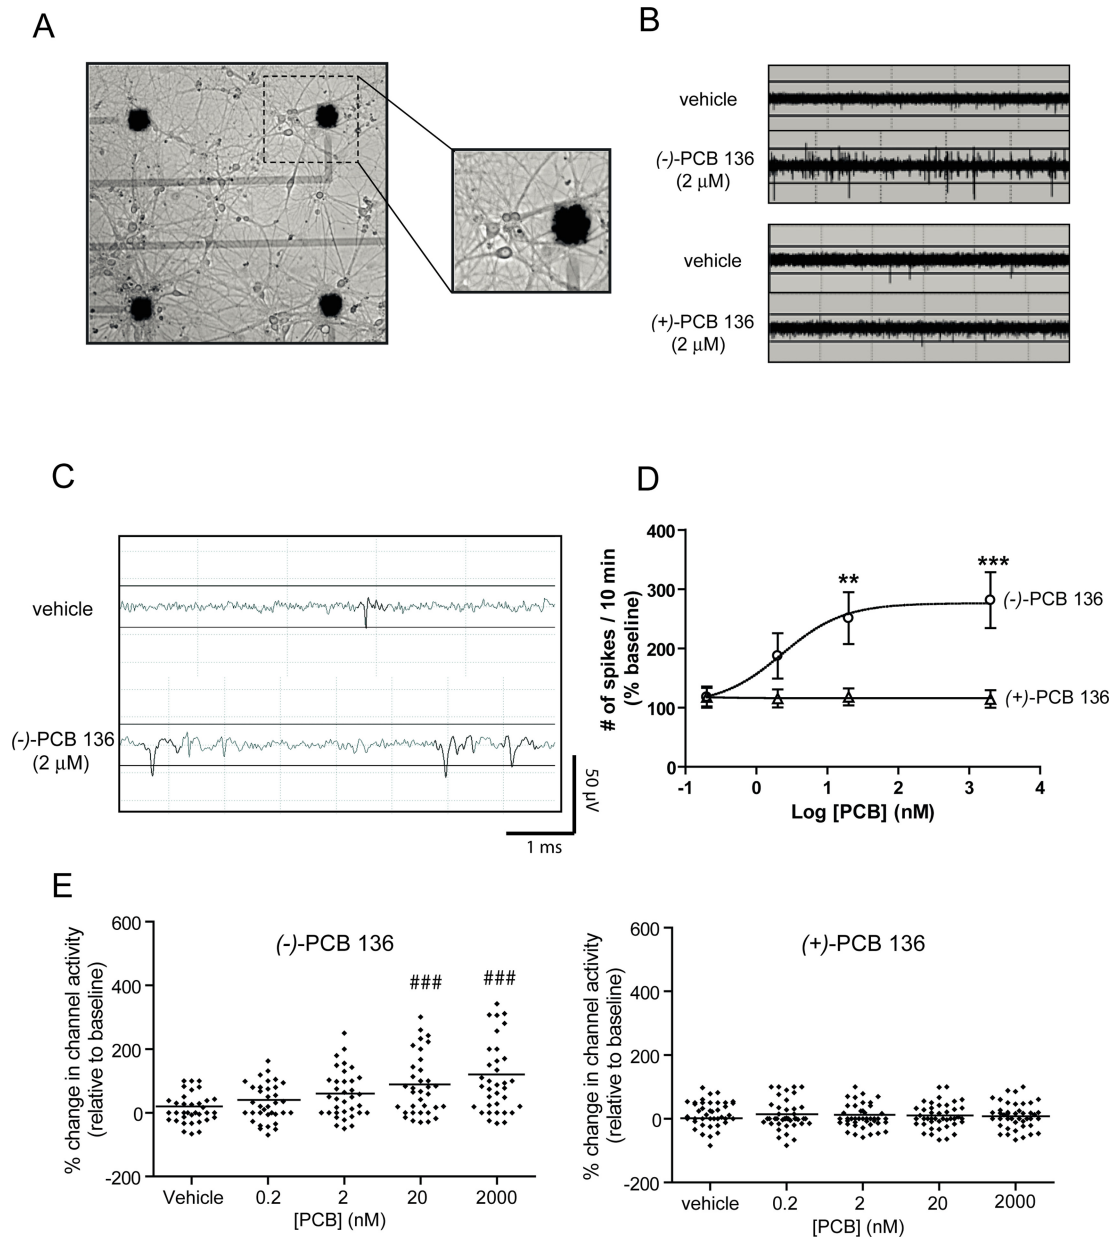 A
B
vehicle
(-)-PCB 136
(2 µM)
vehicle
(+)-PCB 136
(2 µM)
C
vehicle
(-)-PCB 136
(2 µM)
50 µV
1 ms
D
# of spikes / 10 min
(% baseline)
400
300
200
100
0
**
***
(-)-PCB 136
(+)-PCB 136
-1 0 1 2 3 4
Log [PCB] (nM)
E
% change in channel activity
(relative to baseline)
600
400
200
0
-200
(-)-PCB 136
### ###
Vehicle 0.2 2 20 2000
[PCB] (nM)
% change in channel activity
(relative to baseline)
600
400
200
0
-200
(+)-PCB 136
vehicle 0.2 2 20 2000
[PCB] (nM)